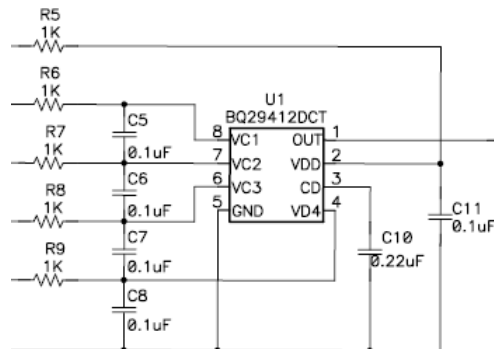 R5
1K
R6
1K
R7
1K
R8
1K
R9
1K
C5
0.1uF
C6
0.1uF
C7
0.1uF
C8
0.1uF
U1
BQ29412DCT
8 VC1 OUT 1
7 VC2 VDD 2
6 VC3 CD 3
5 GND VD4 4
C10
0.22uF
C11
0.1uF